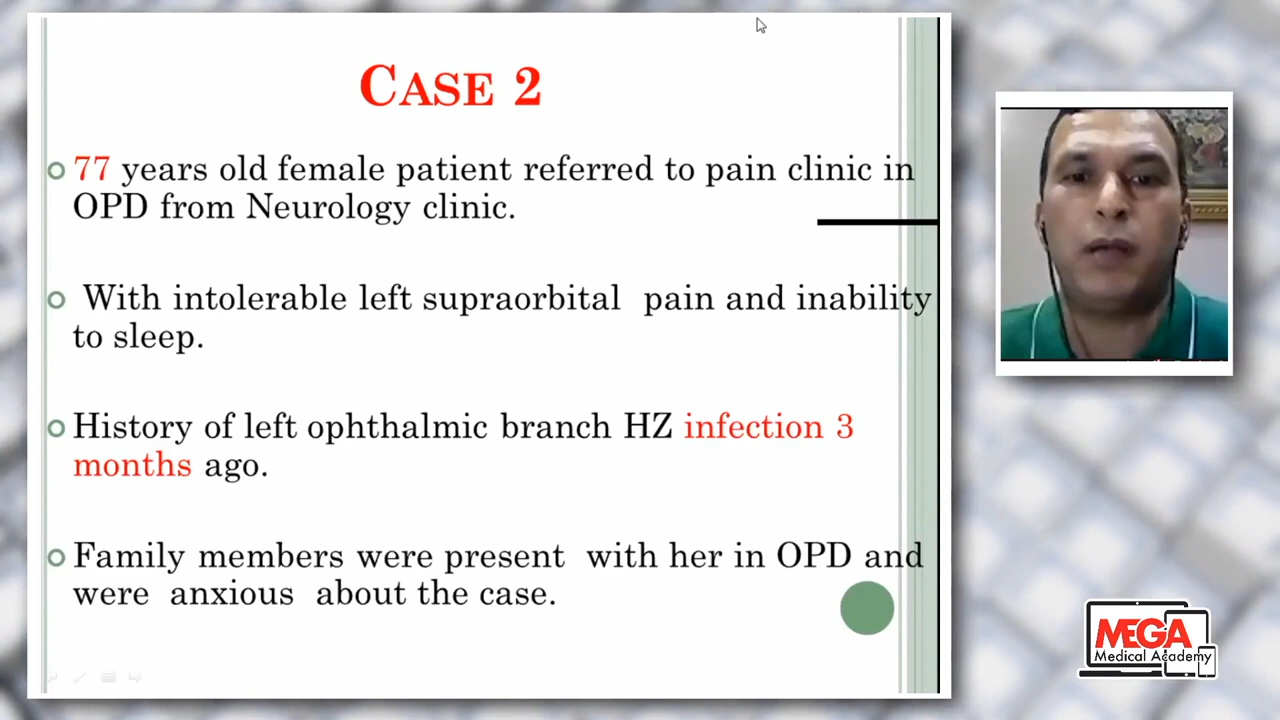 CASE 2
77 years old female patient referred to pain clinic in
OPD from Neurology clinic.
With intolerable left supraorbital pain and inability
to sleep.
History of left ophthalmic branch HZ infection 3
months ago.
Family members were present with her in OPD and
were anxious about the case.
MEGA
Medical Academy